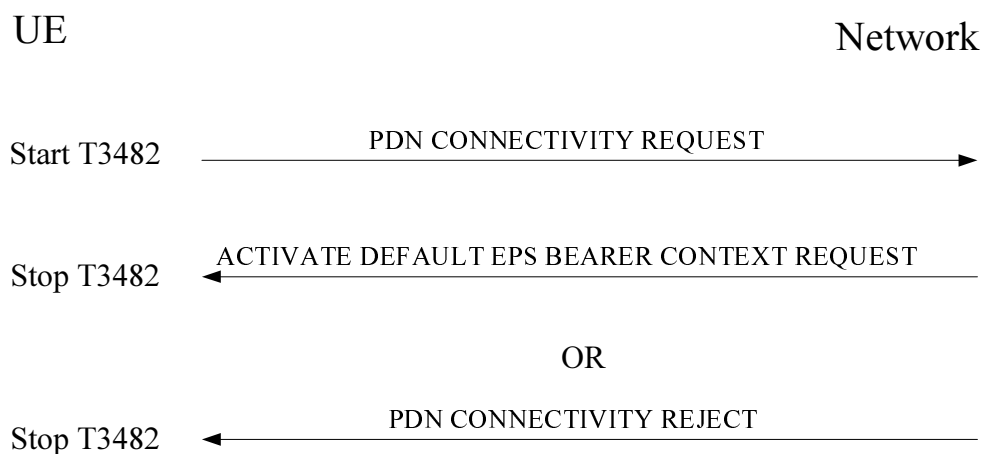 UE
Network
Start T3482
PDN CONNECTIVITY REQUEST
ACTIVATE DEFAULT EPS BEARER CONTEXT REQUEST
Stop T3482
OR
PDN CONNECTIVITY REJECT
Stop T3482